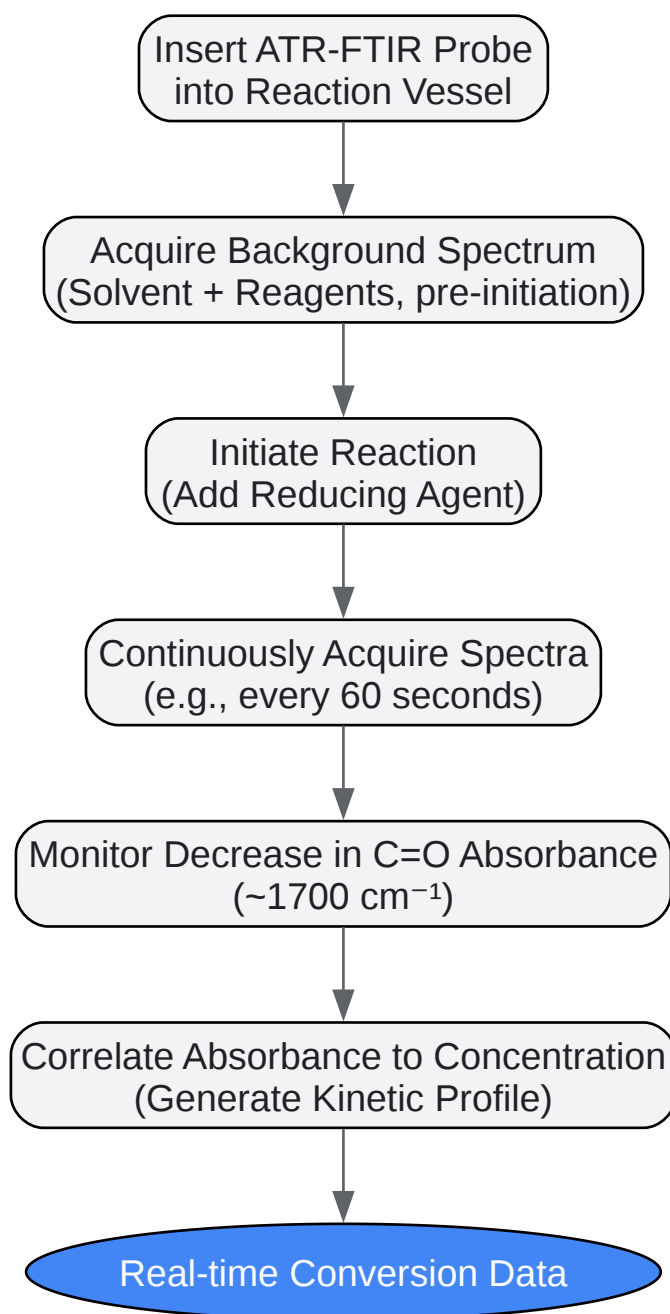 Insert ATR-FTIR Probe
into Reaction Vessel
Acquire Background Spectrum
(Solvent + Reagents, pre-initiation)
Initiate Reaction
(Add Reducing Agent)
Continuously Acquire Spectra
(e.g., every 60 seconds)
Monitor Decrease in C=O Absorbance
(~1700 cm⁻¹)
Correlate Absorbance to Concentration
(Generate Kinetic Profile)
Real-time Conversion Data